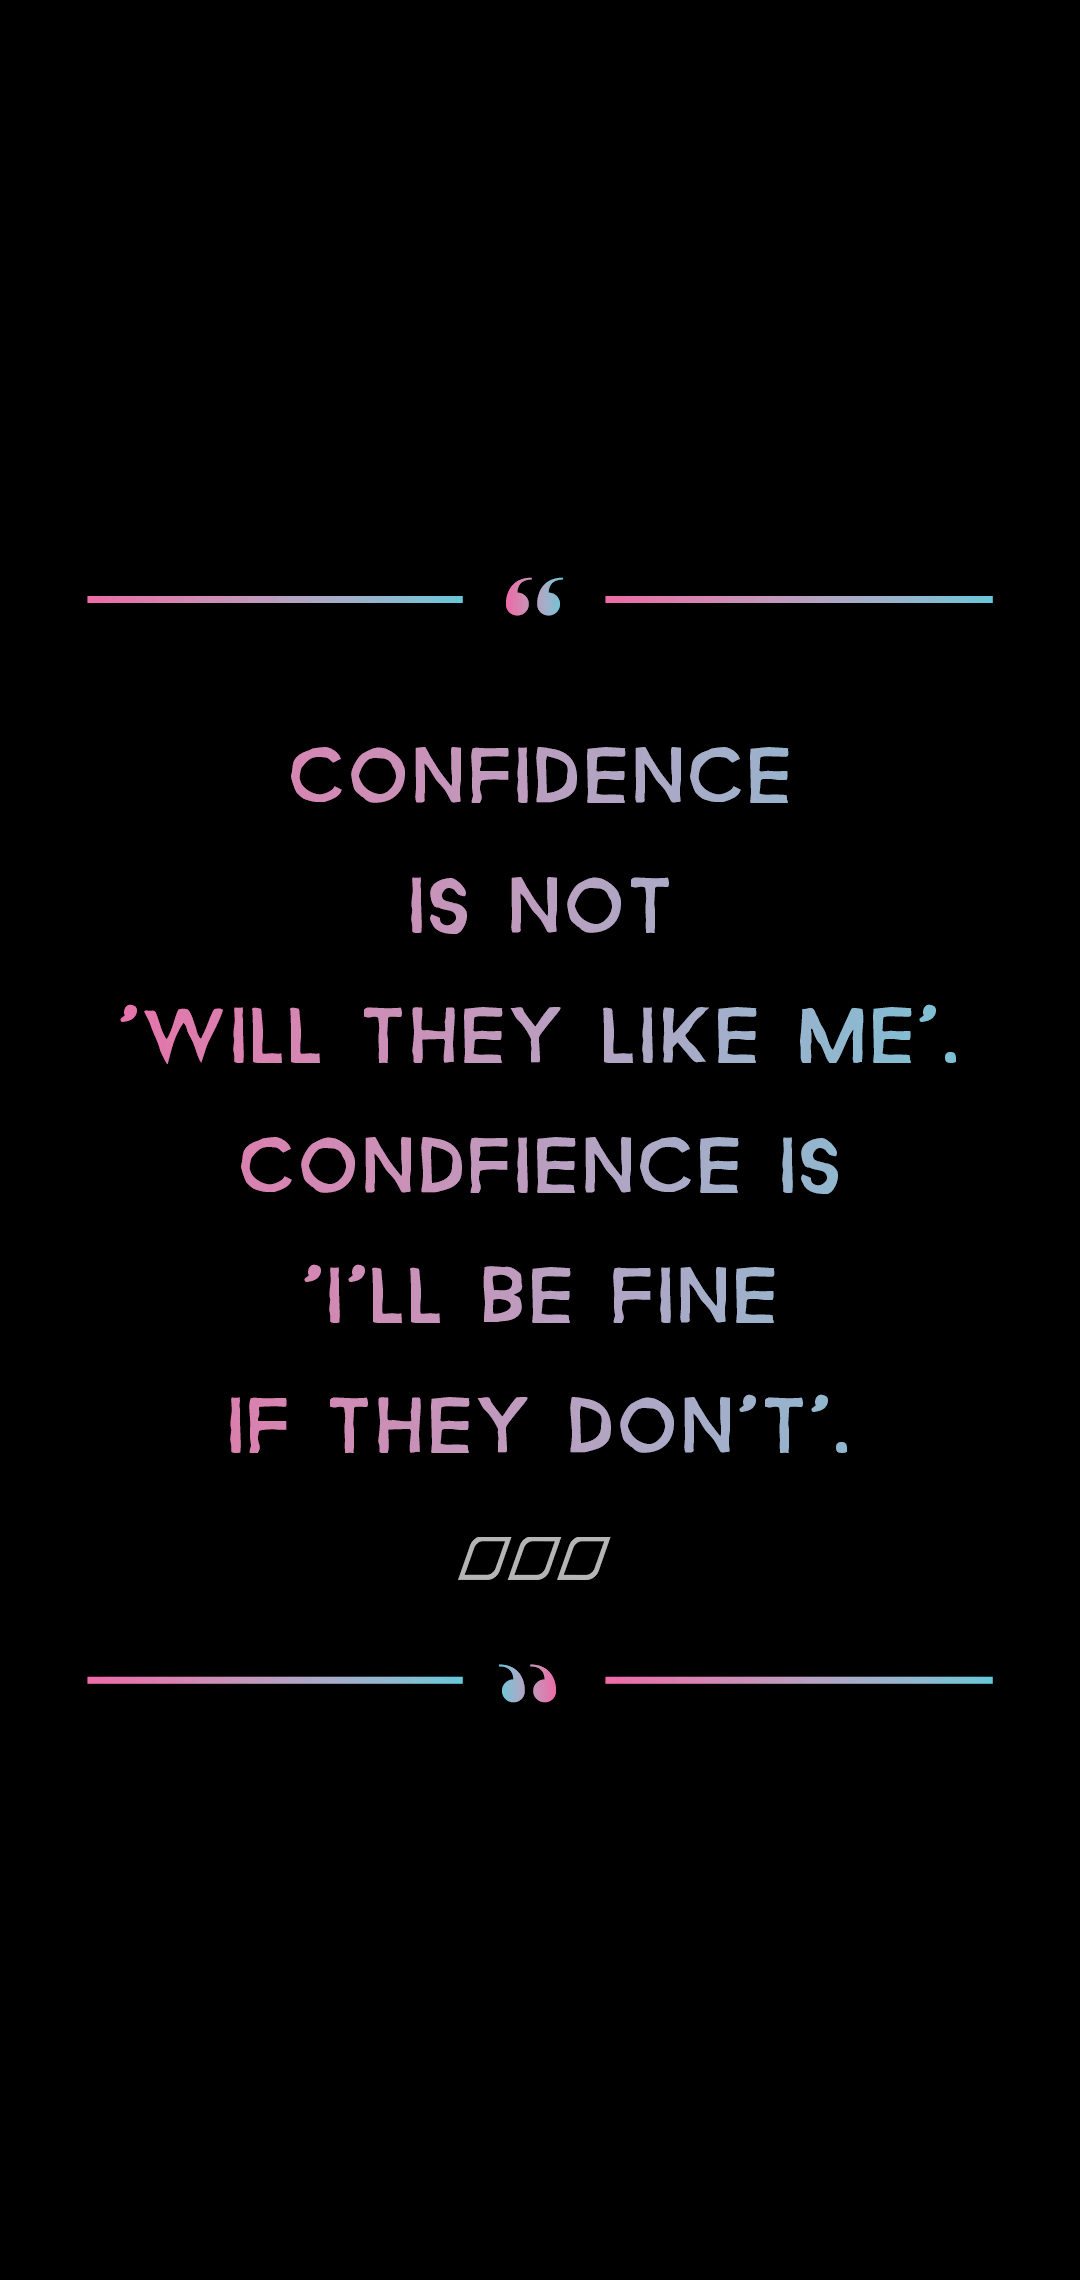 “
CONFIDENCE
IS NOT
’WILL THEY LIKE ME’.
CONDFIENCE IS
’I’LL BE FINE
IF THEY DON’T’.
”